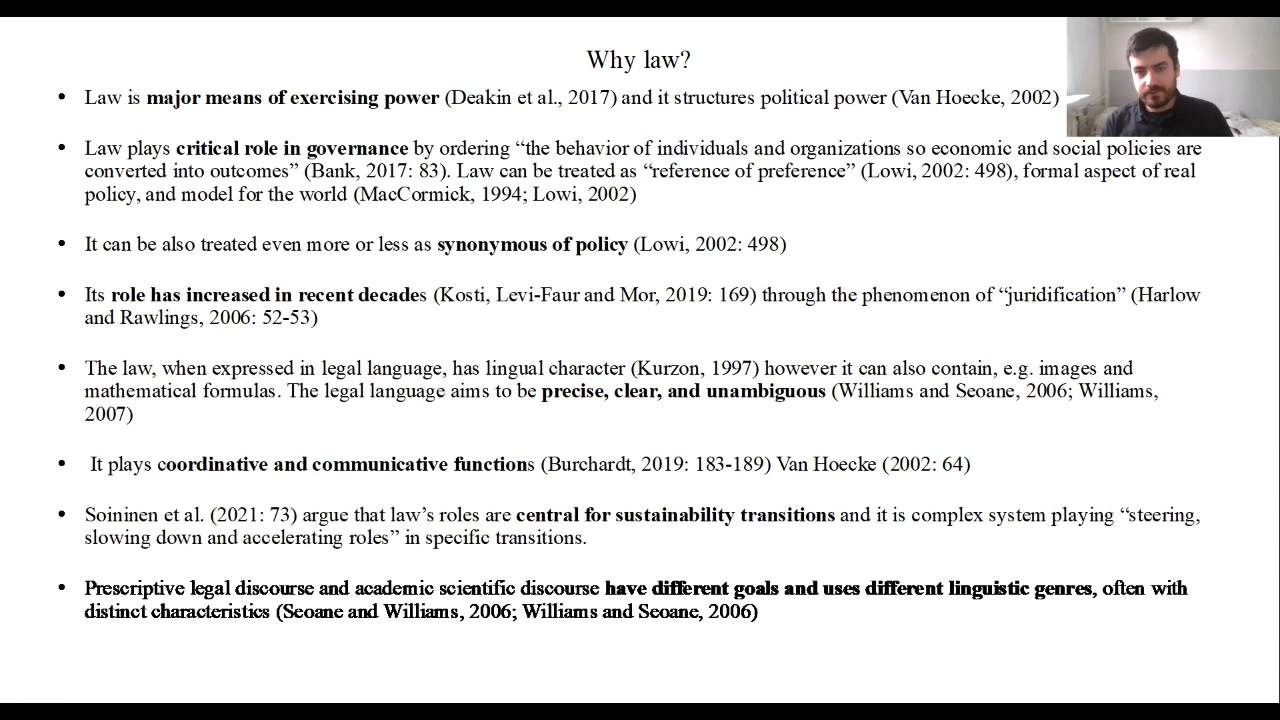 Why law?
• Law is major means of exercising power (Deakin et al., 2017) and it structures political power (Van Hoecke, 2002)
• Law plays critical role in governance by ordering “the behavior of individuals and organizations so economic and social policies are
converted into outcomes” (Bank, 2017: 83). Law can be treated as “reference of preference” (Lowi, 2002: 498), formal aspect of real
policy, and model for the world (MacCormick, 1994; Lowi, 2002)
• It can be also treated even more or less as synonymous of policy (Lowi, 2002: 498)
• Its role has increased in recent decades (Kosti, Levi-Faur and Mor, 2019: 169) through the phenomenon of “juridification” (Harlow
and Rawlings, 2006: 52-53)
• The law, when expressed in legal language, has lingual character (Kurzon, 1997) however it can also contain, e.g. images and
mathematical formulas. The legal language aims to be precise, clear, and unambiguous (Williams and Seoane, 2006; Williams,
2007)
• It plays coordinative and communicative functions (Burchardt, 2019: 183-189) Van Hoecke (2002: 64)
• Soininen et al. (2021: 73) argue that law’s roles are central for sustainability transitions and it is complex system playing “steering,
slowing down and accelerating roles” in specific transitions.
• Prescriptive legal discourse and academic scientific discourse have different goals and uses different linguistic genres, often with
distinct characteristics (Seoane and Williams, 2006; Williams and Seoane, 2006)